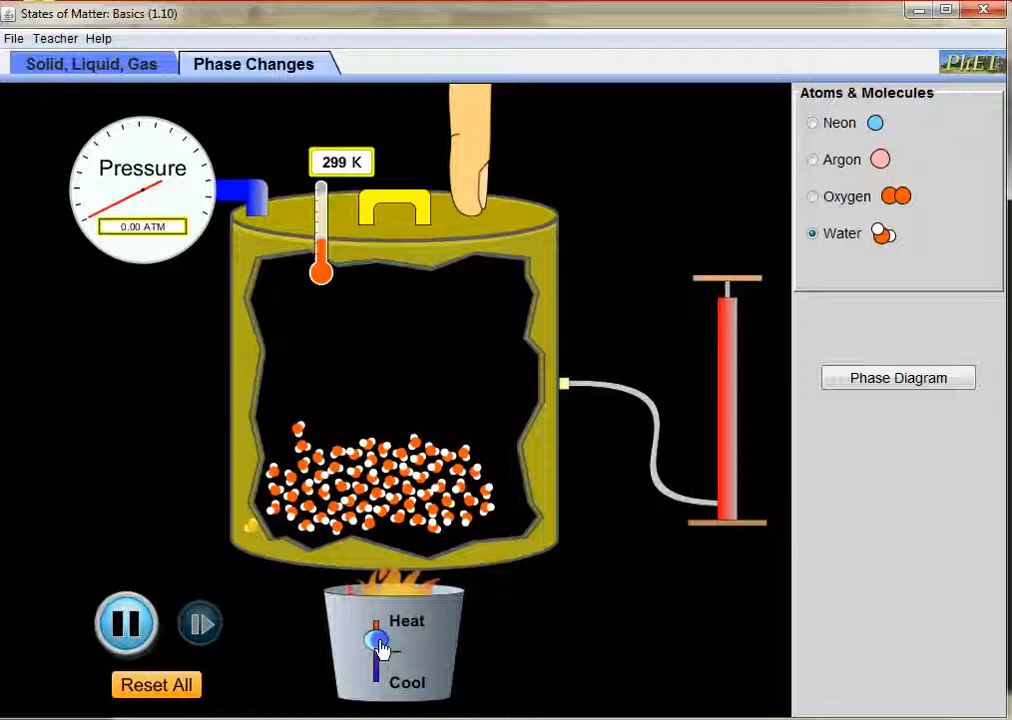 States of Matter: Basics (1.10)
File Teacher Help
Solid, Liquid, Gas
Phase Changes
PhET
Atoms & Molecules
Neon
Argon
Oxygen
Water
Phase Diagram
299 K
Pressure
0.00 ATM
Heat
Cool
Reset All